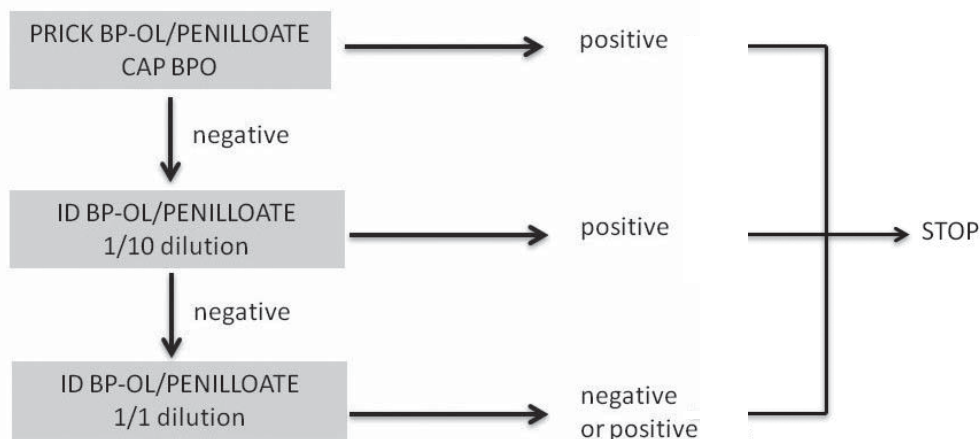 PRICK BP-OL/PENILLOATE
CAP BPO
positive
negative
ID BP-OL/PENILLOATE
1/10 dilution
positive
STOP
negative
ID BP-OL/PENILLOATE
1/1 dilution
negative
or positive